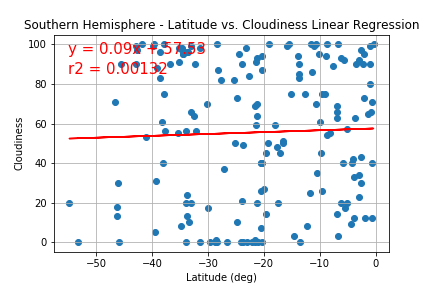 Southern Hemisphere - Latitude vs. Cloudiness Linear Regression
y = 0.09x + 57.53
r2 = 0.00132
100
80
60
40
20
0
Cloudiness
−50 −40 −30 −20 −10 0
Latitude (deg)